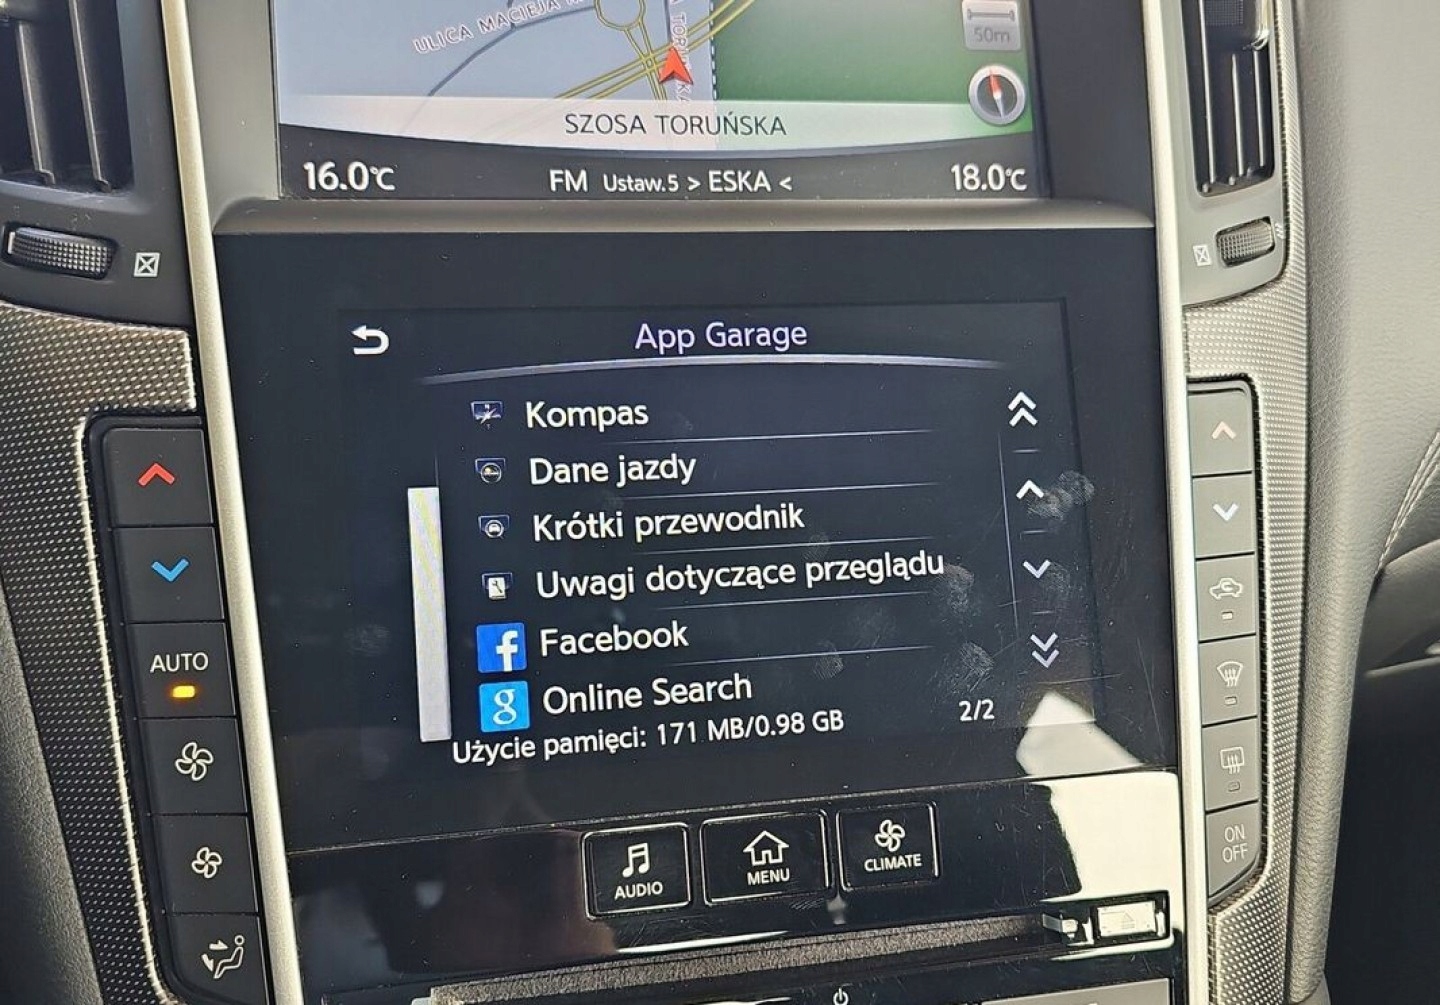 ULICA MACIEJA
50m
SZOSA TORUŃSKA
16.0°C
FM Ustaw.5 > ESKA <
18.0°C
App Garage
Kompas
Dane jazdy
Krótki przewodnik
Uwagi dotyczące przeglądu
f Facebook
g Online Search
Użycie pamięci: 171 MB/0.98 GB
2/2
AUTO
ON
OFF
AUDIO
MENU
CLIMATE